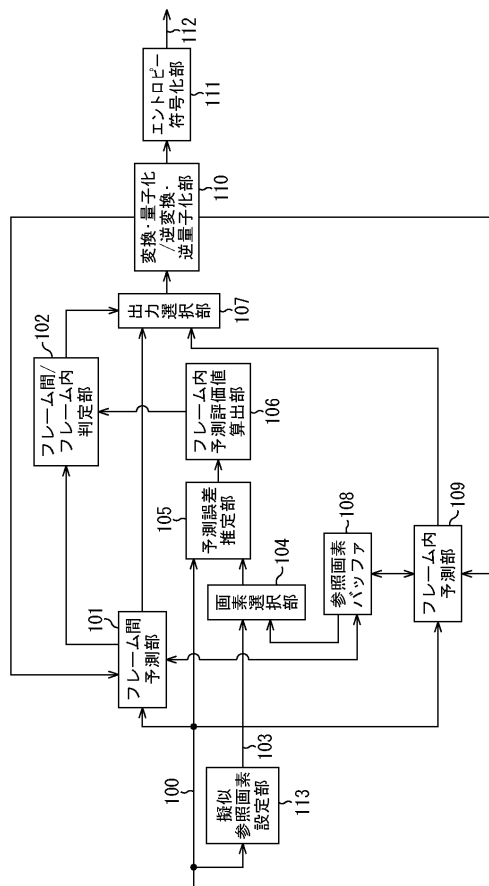 100
擬似
参照画素
設定部
113
103
フレーム間
予測部
101
フレーム間/
フレーム内
判定部
102
画素
選択
部
104
予測誤差
推定部
105
フレーム内
予測評価値
算出部
106
参照画素
バッファ
108
フレーム内
予測部
109
出力
選択
部
107
変換・量子化
/逆変換・
逆量子化部
110
エントロピー
符号化部
111
112